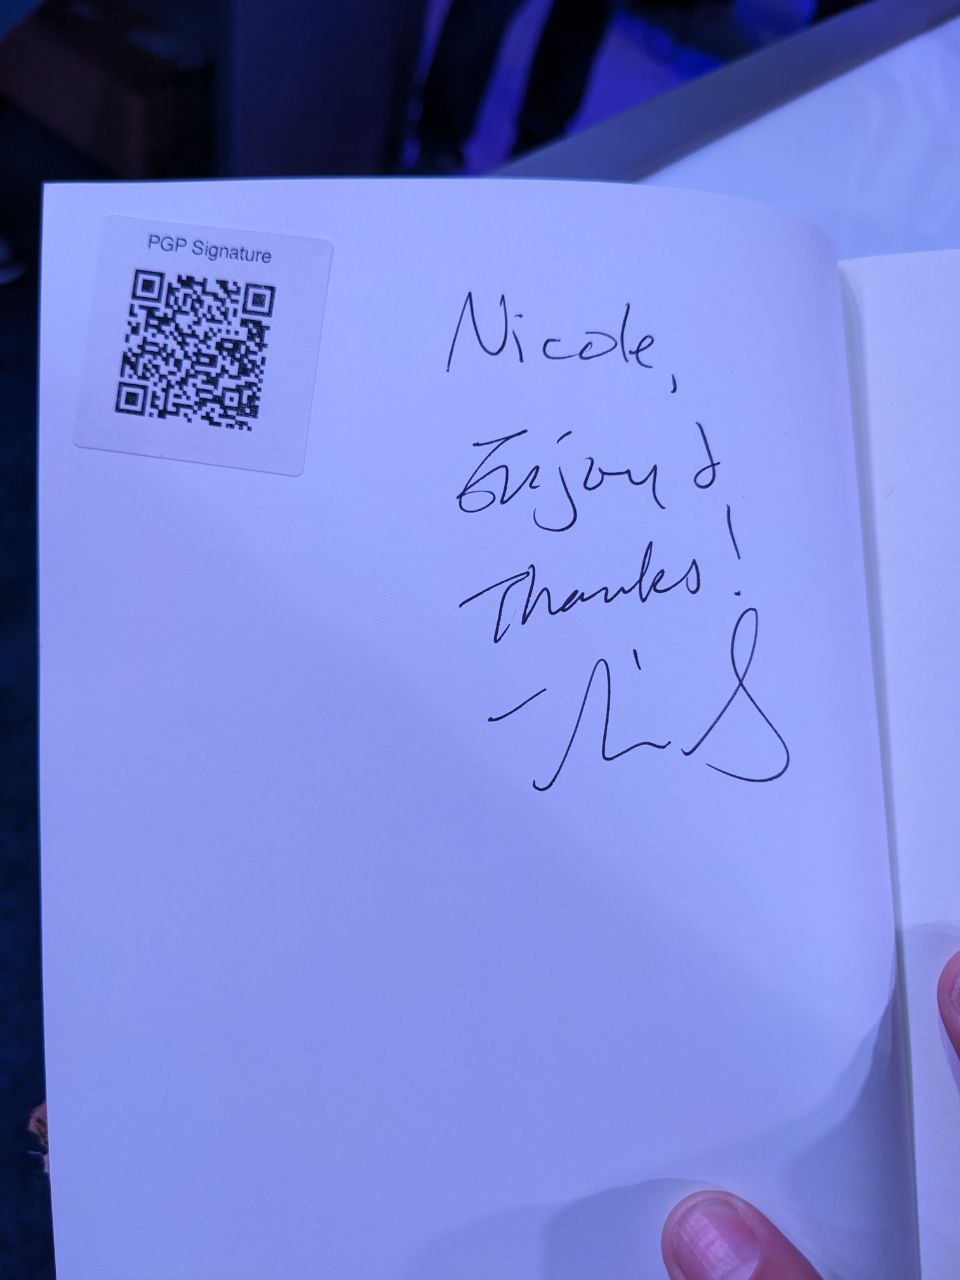 PGP Signature
Nicole,
Enjoy &
Thanks!